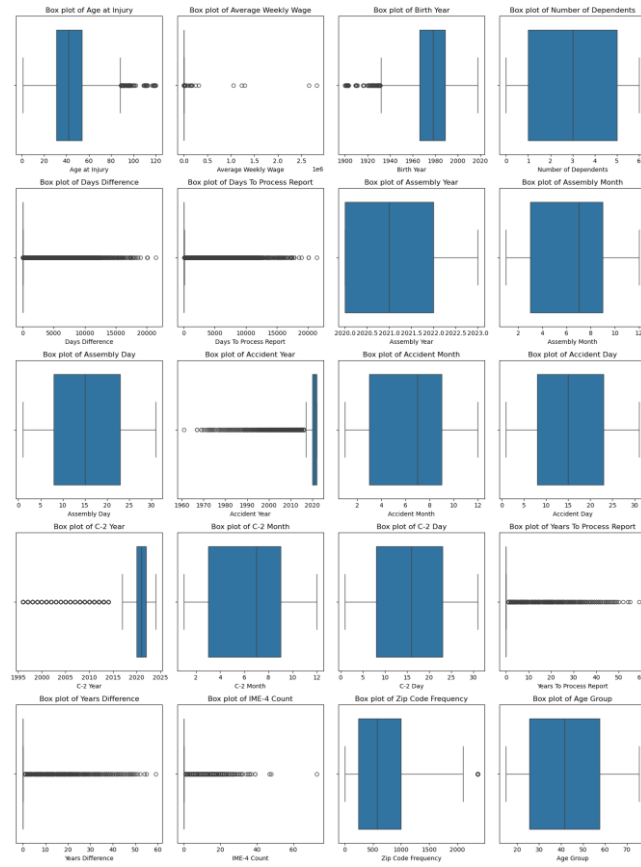 Box plot of Age at Injury Box plot of Average Weekly Wage Box plot of Birth Year Box plot of Number of Dependents
0 20 40 60 80 100 120 0.0 0.5 1.0 1.5 2.0 2.5 3.0 1900 1920 1940 1960 1980 2000 2020 0 1 2 3 4 5 6
1e6
Age at Injury Average Weekly Wage Birth Year Number of Dependents
Box plot of Days Difference Box plot of Days To Process Report Box plot of Assembly Year Box plot of Assembly Month
0 5000 10000 15000 20000 0 5000 10000 15000 20000 2020.0 2020.5 2021.0 2021.5 2022.0 2022.5 2023.0 2 4 6 8 10 12
Days Difference Days To Process Report Assembly Year Assembly Month
Box plot of Assembly Day Box plot of Accident Year Box plot of Accident Month Box plot of Accident Day
0 5 10 15 20 25 30 1960 1970 1980 1990 2000 2010 2020 2 4 6 8 10 12 0 5 10 15 20 25 30
Assembly Day Accident Year Accident Month Accident Day
Box plot of C-2 Year Box plot of C-2 Month Box plot of C-2 Day Box plot of Years To Process Report
1995 2000 2005 2010 2015 2020 2025 2 4 6 8 10 12 0 5 10 15 20 25 30 0 10 20 30 40 50 60
C-2 Year C-2 Month C-2 Day Years To Process Report
Box plot of Years Difference Box plot of IME-4 Count Box plot of Zip Code Frequency Box plot of Age Group
0 10 20 30 40 50 60 0 20 40 60 0 500 1000 1500 2000 20 30 40 50 60 70
Years Difference IME-4 Count Zip Code Frequency Age Group